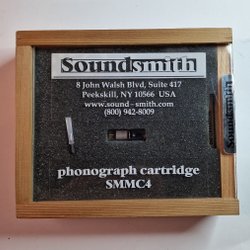 Soundsmith
8 John Walsh Blvd, Suite 417
Peekskill, NY 10566 USA
www.sound-smith.com
(800) 942-8009
phonograph cartridge
SMMC4